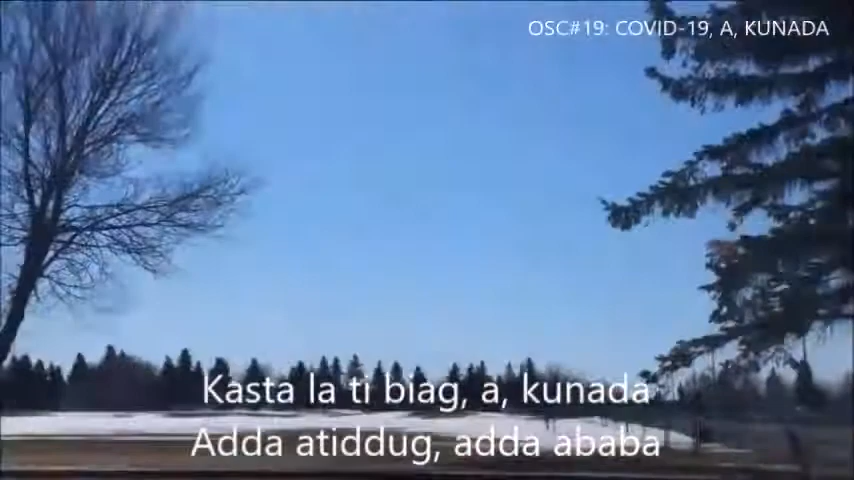 OSC#19: COVID-19, A, KUNADA
Kasta la ti biag, a, kunada
Adda atiddug, adda ababa